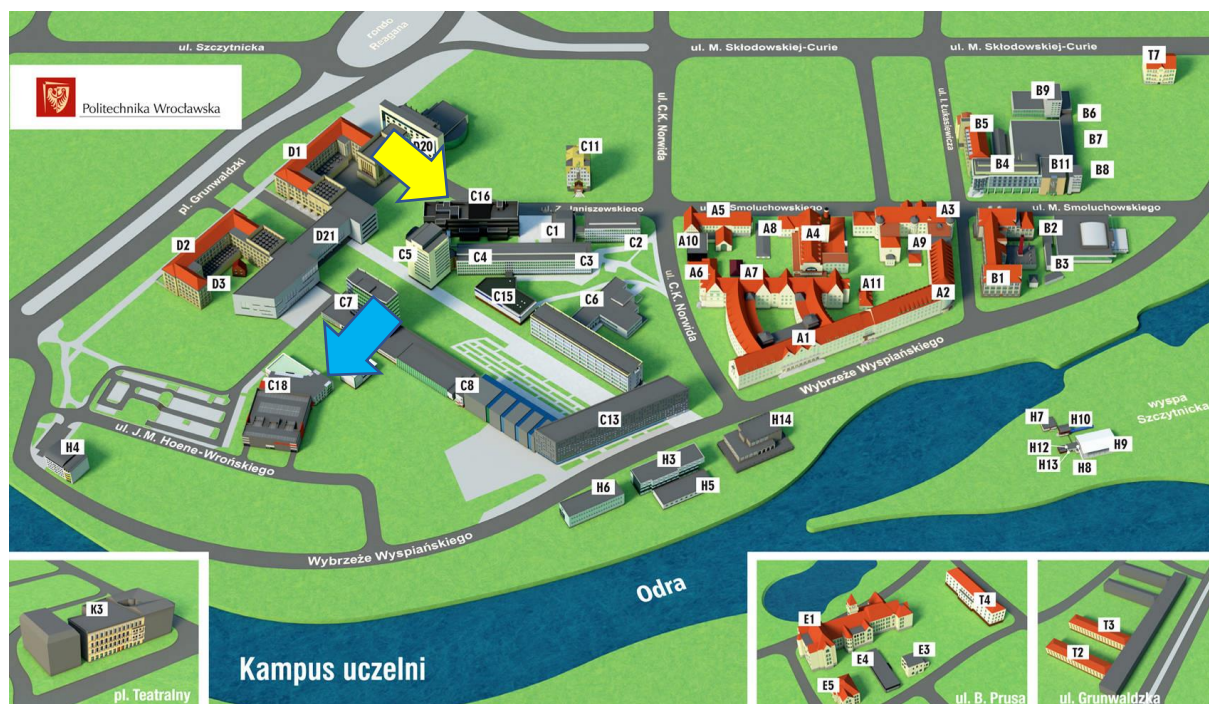 rondo
Reagana
ul. Szczytnicka
ul. M. Skłodowskiej-Curie
ul. M. Skłodowskiej-Curie
T7
Politechnika Wrocławska
pl. Grunwaldzki
ul. C.K. Norwida
ul. I. Łukasiewicza
B9
B6
B5
B7
B4
B11
B8
D1
D20
C11
C16
ul. Z. Janiszewskiego
ul. M. Smoluchowskiego
Smoluchowskiego
A5
A8
A4
A3
A10
A9
B2
B3
B1
D2
D21
D3
C5
C1
C2
C4
C3
C15
C6
C7
ul. C.K. Norwida
A6
A7
A11
A2
A1
Wybrzeże Wyspiańskiego
C18
C8
C13
ul. J.M. Hoene-Wrońskiego
H4
H14
H3
H5
H6
Wybrzeże Wyspiańskiego
wyspa
Szczytnicka
H7
H10
H12
H9
H13
H8
Odra
Kampus uczelni
K3
pl. Teatralny
E1
T4
E4
E3
E5
ul. B. Prusa
T3
T2
ul. Grunwaldzka